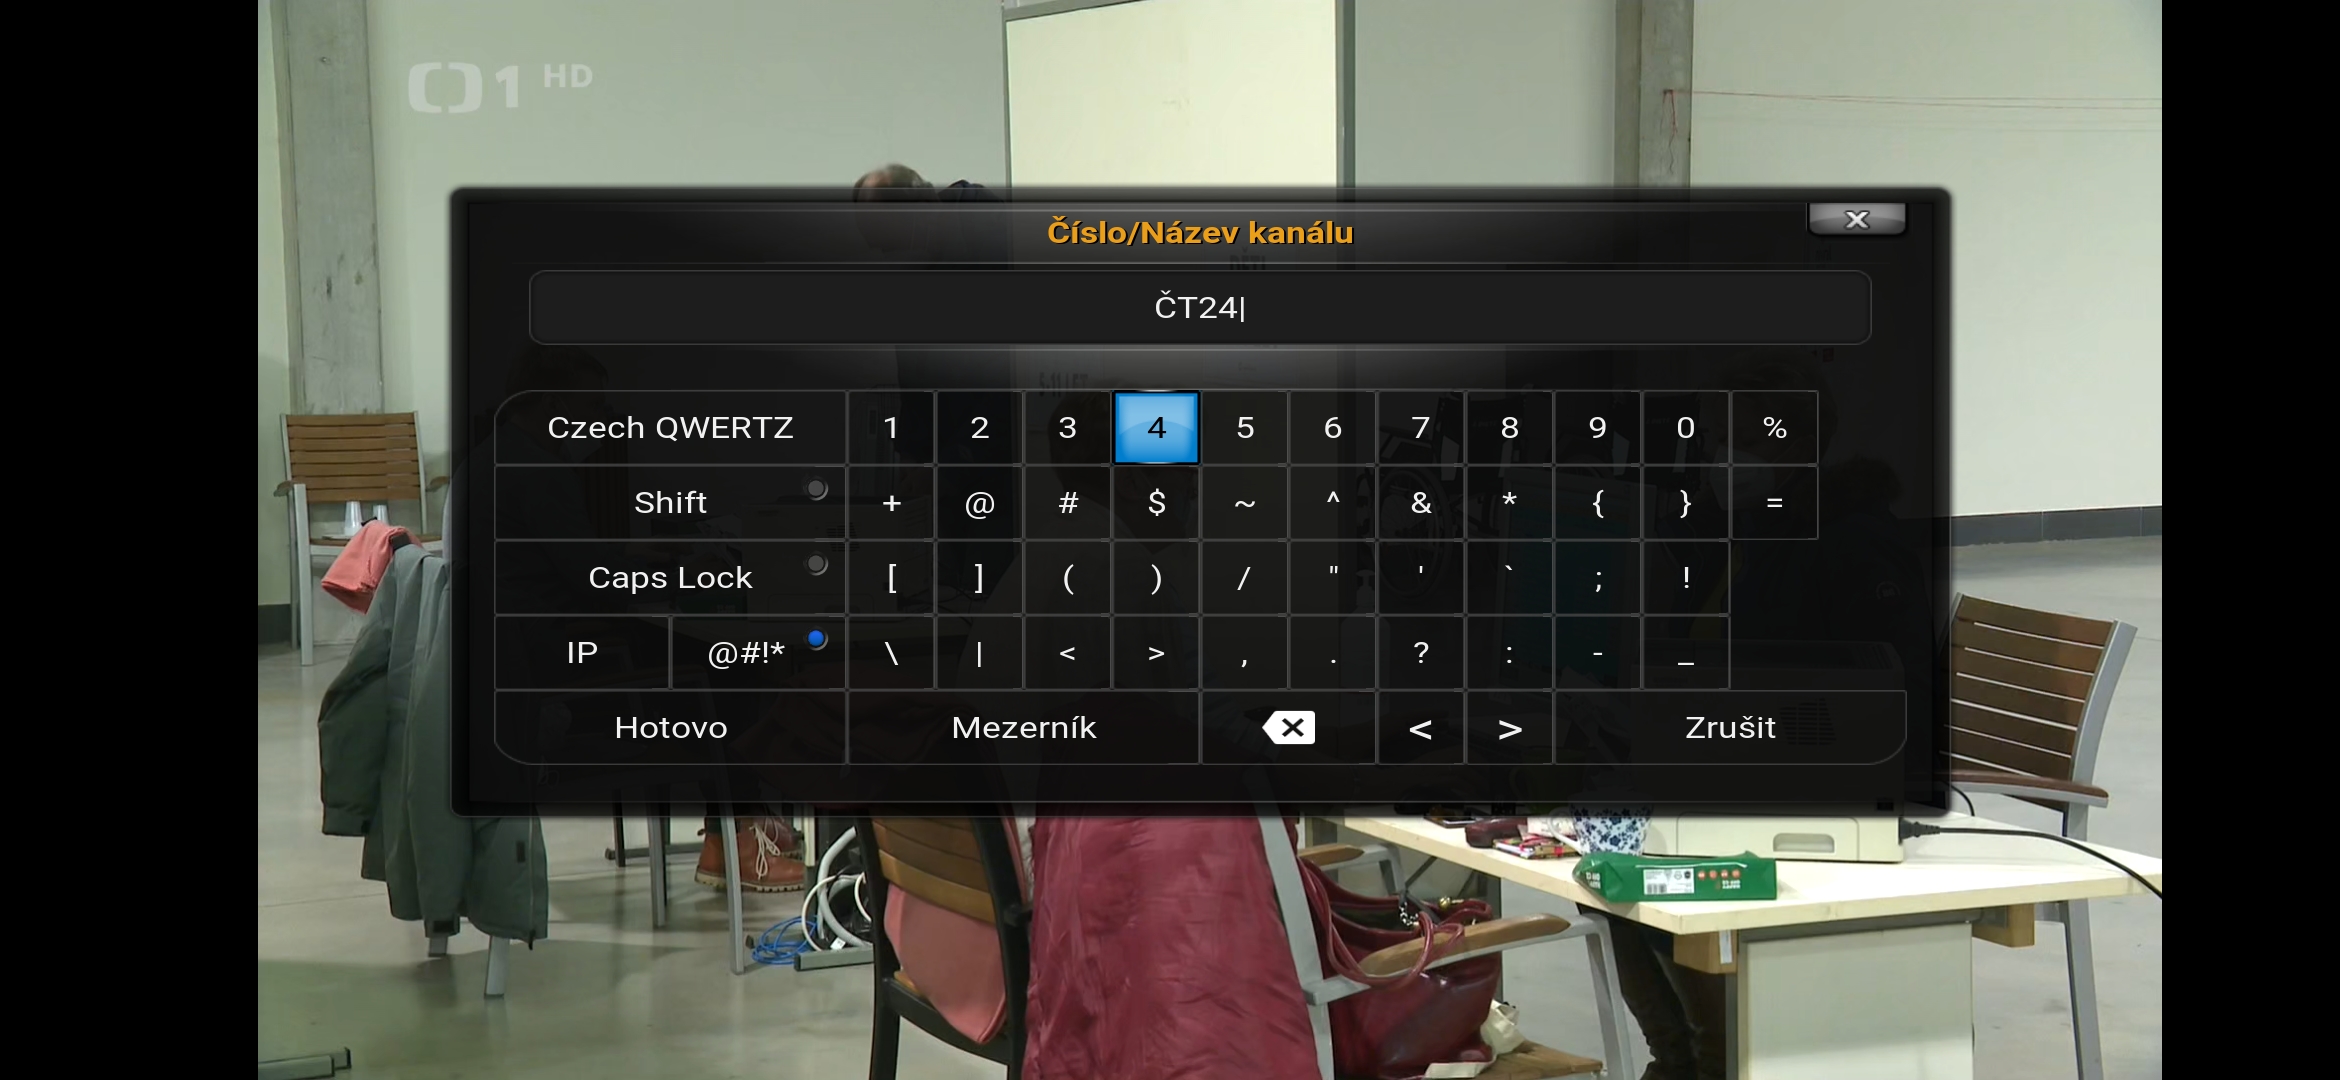 1 HD
Číslo/Název kanálu
ČT24
Czech QWERTZ 1 2 3 4 5 6 7 8 9 0 %
Shift + @ # $ ~ ^ & * { } =
Caps Lock [ ] ( ) / " ' ` ; !
IP @#!* \ | < > , . ? : - _
Hotovo Mezerník < > Zrušit